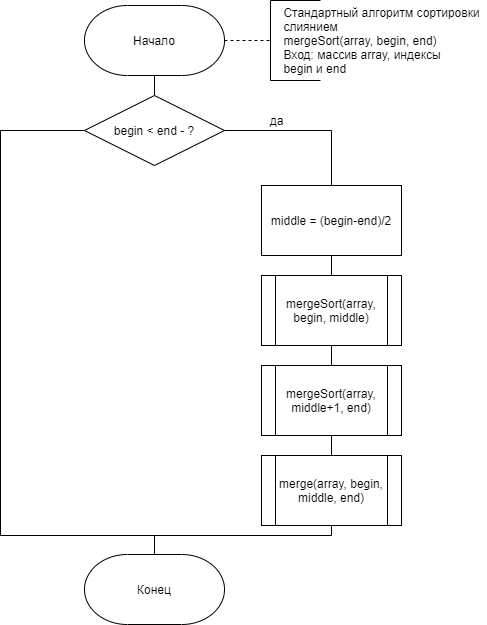 Начало
Стандартный алгоритм сортировки
слиянием
mergeSort(array, begin, end)
Вход: массив array, индексы
begin и end
begin < end - ?
да
middle = (begin-end)/2
mergeSort(array,
begin, middle)
mergeSort(array,
middle+1, end)
merge(array, begin,
middle, end)
Конец